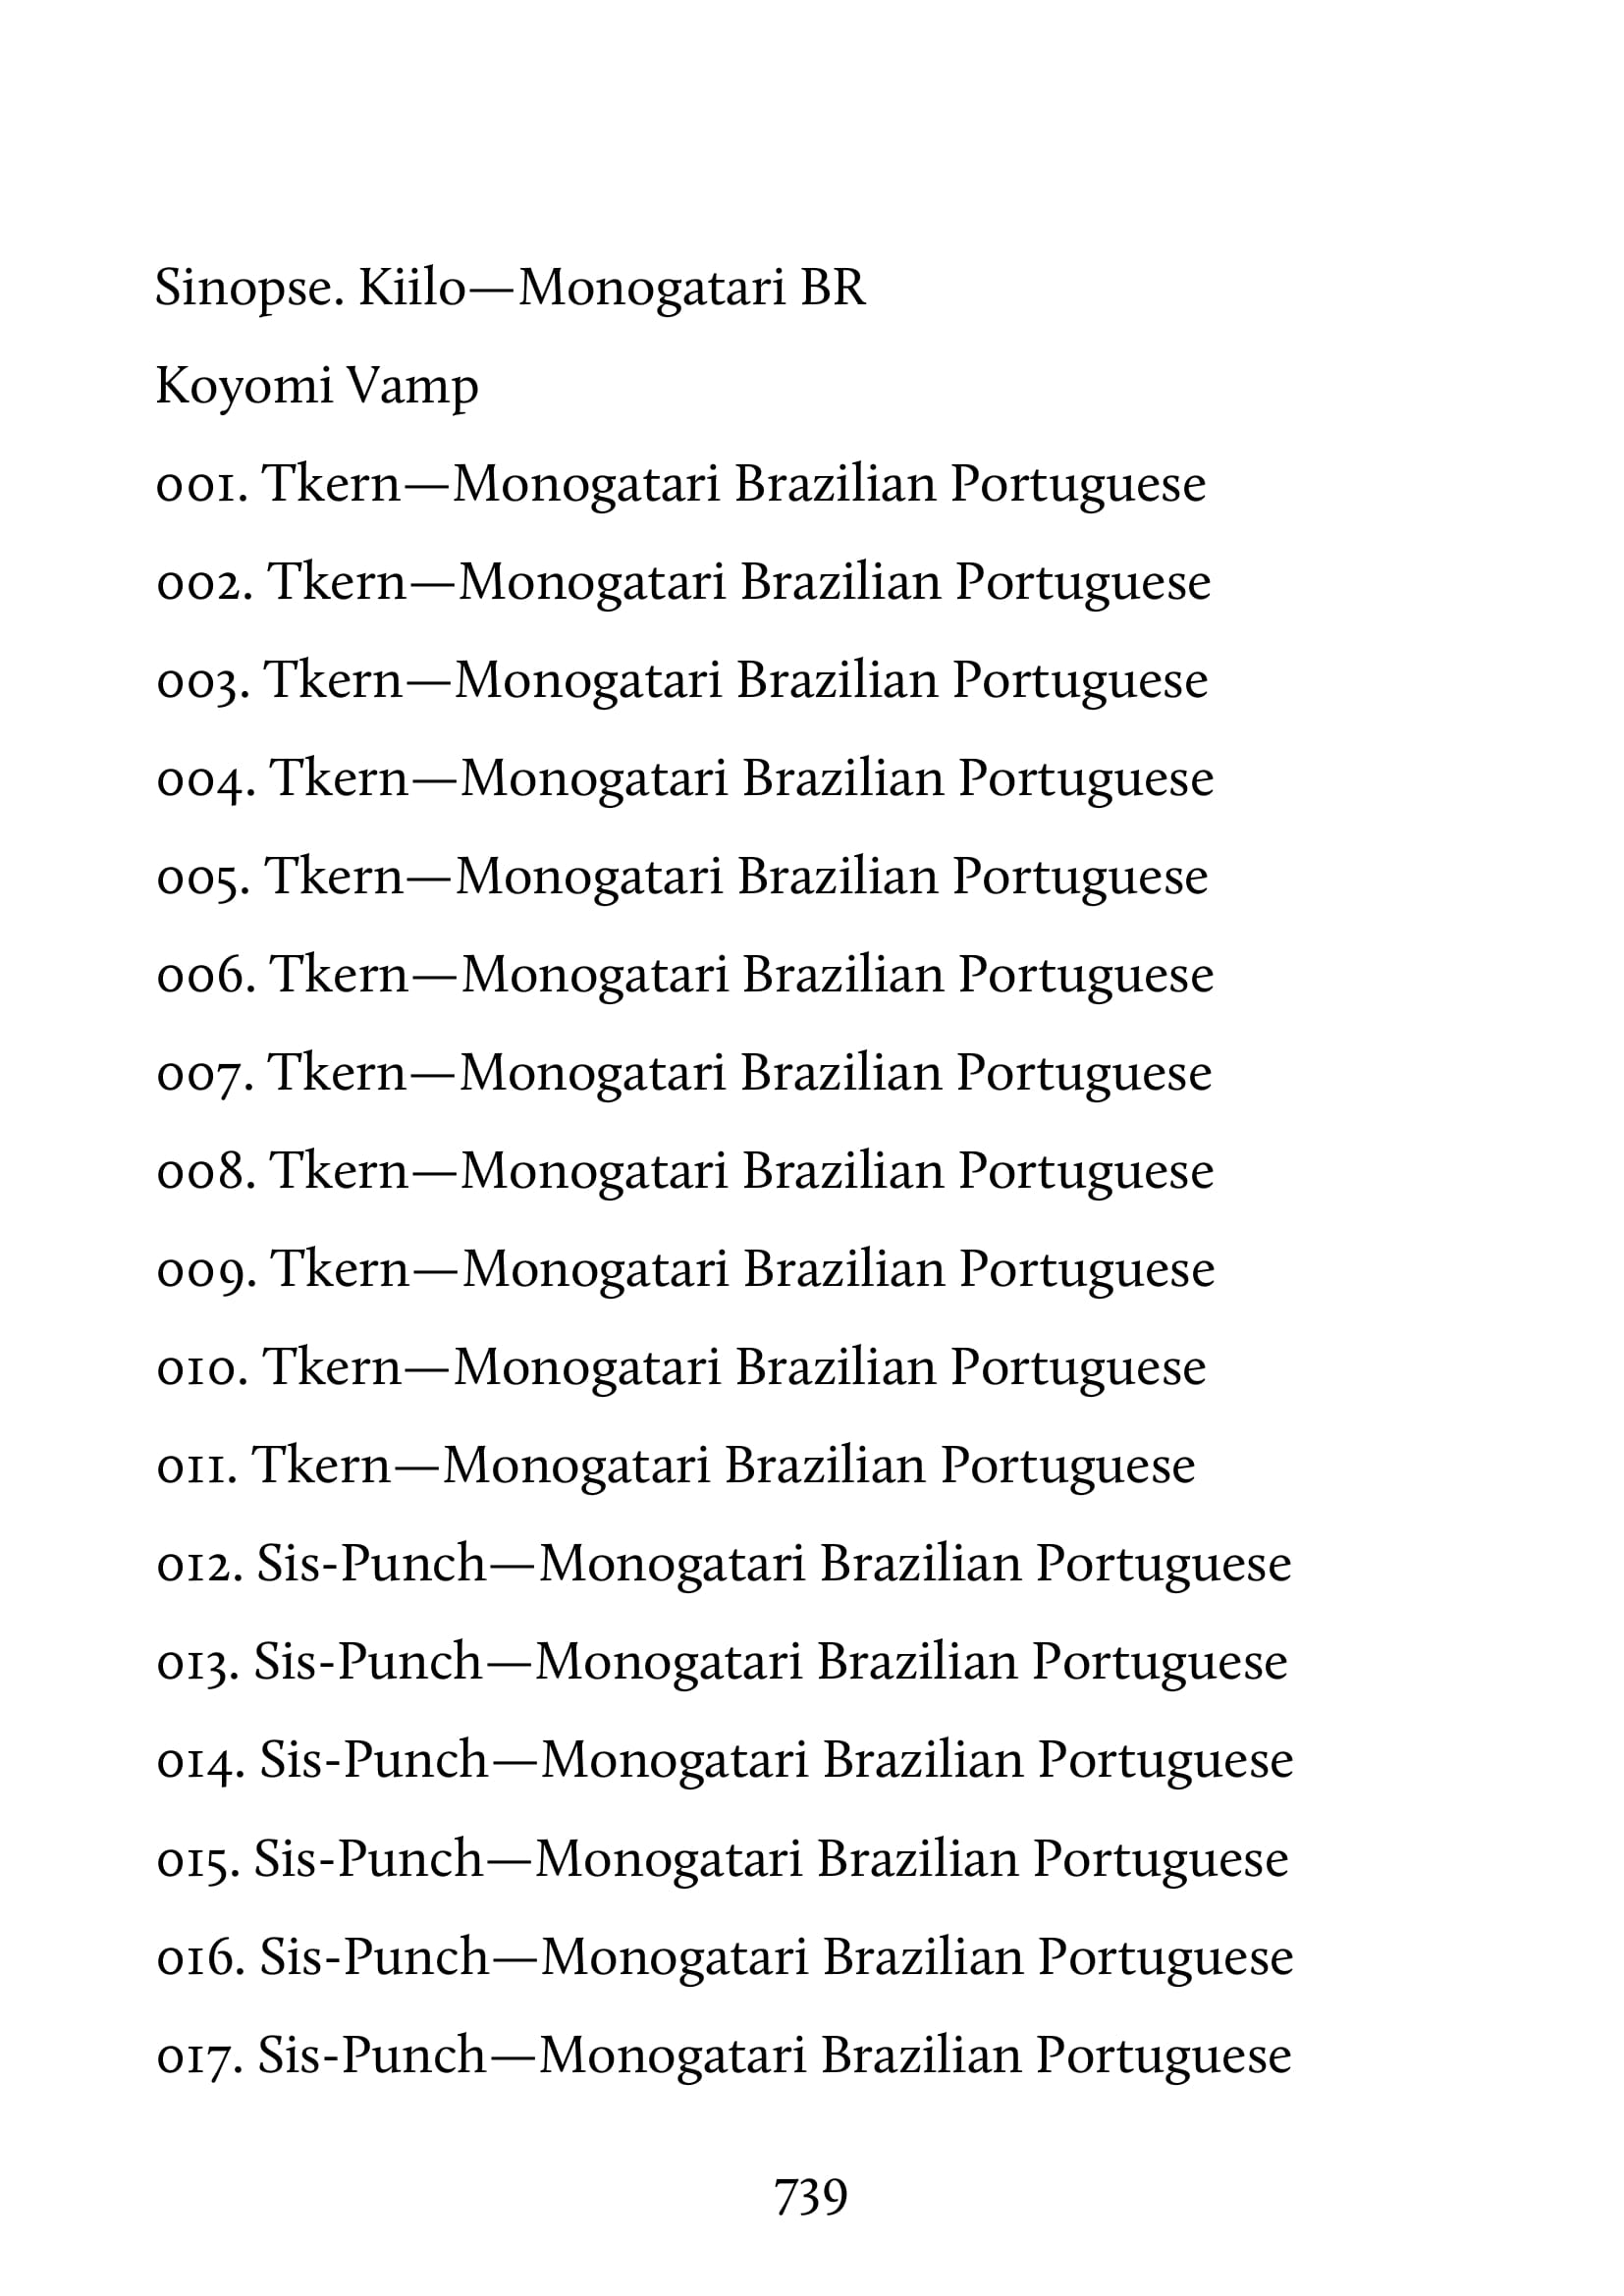 Sinopse. Kiilo—Monogatari BR
Koyomi Vamp
001. Tkern—Monogatari Brazilian Portuguese
002. Tkern—Monogatari Brazilian Portuguese
003. Tkern—Monogatari Brazilian Portuguese
004. Tkern—Monogatari Brazilian Portuguese
005. Tkern—Monogatari Brazilian Portuguese
006. Tkern—Monogatari Brazilian Portuguese
007. Tkern—Monogatari Brazilian Portuguese
008. Tkern—Monogatari Brazilian Portuguese
009. Tkern—Monogatari Brazilian Portuguese
010. Tkern—Monogatari Brazilian Portuguese
011. Tkern—Monogatari Brazilian Portuguese
012. Sis-Punch—Monogatari Brazilian Portuguese
013. Sis-Punch—Monogatari Brazilian Portuguese
014. Sis-Punch—Monogatari Brazilian Portuguese
015. Sis-Punch—Monogatari Brazilian Portuguese
016. Sis-Punch—Monogatari Brazilian Portuguese
017. Sis-Punch—Monogatari Brazilian Portuguese
739